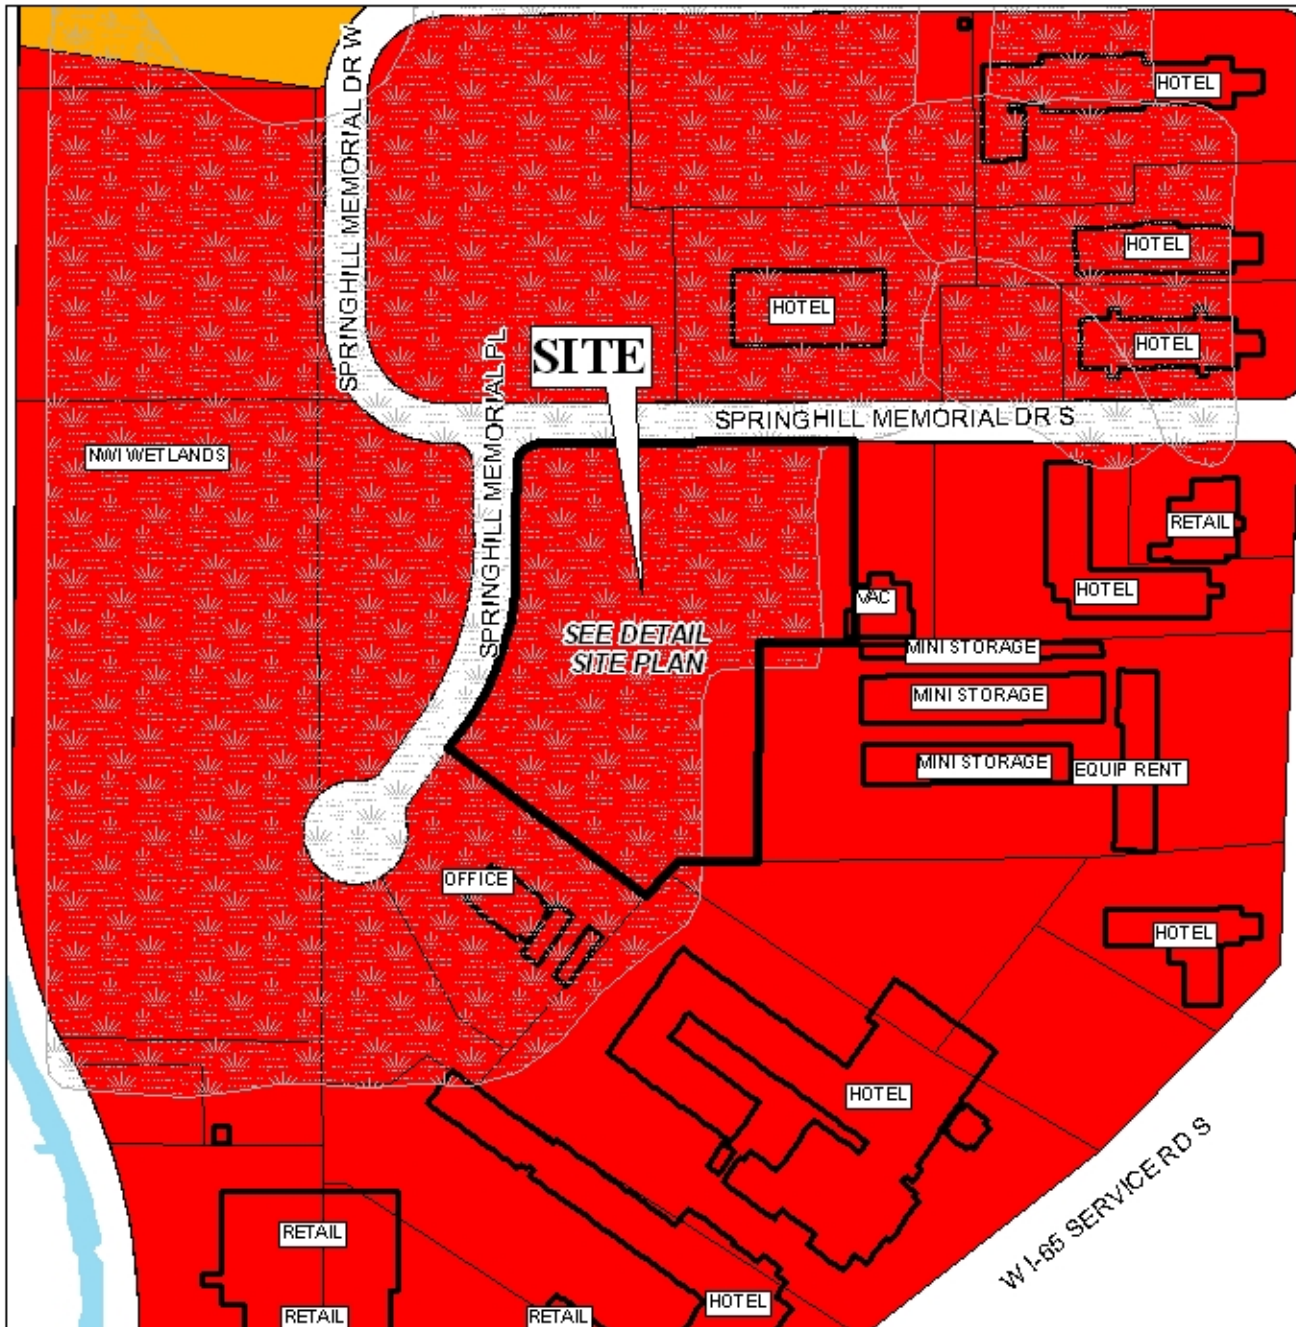 SPRINGHILL MEMORIAL DR W
HOTEL
HOTEL
HOTEL
HOTEL
SITE
SPRINGHILL MEMORIAL PL
SPRINGHILL MEMORIAL DR S
NWI WETLANDS
RETAIL
HOTEL
VAC
SEE DETAIL
SITE PLAN
MINI STORAGE
MINI STORAGE
MINI STORAGE
EQUIP RENT
OFFICE
HOTEL
HOTEL
W I-65 SERVICE RD S
RETAIL
HOTEL
RETAIL
RETAIL